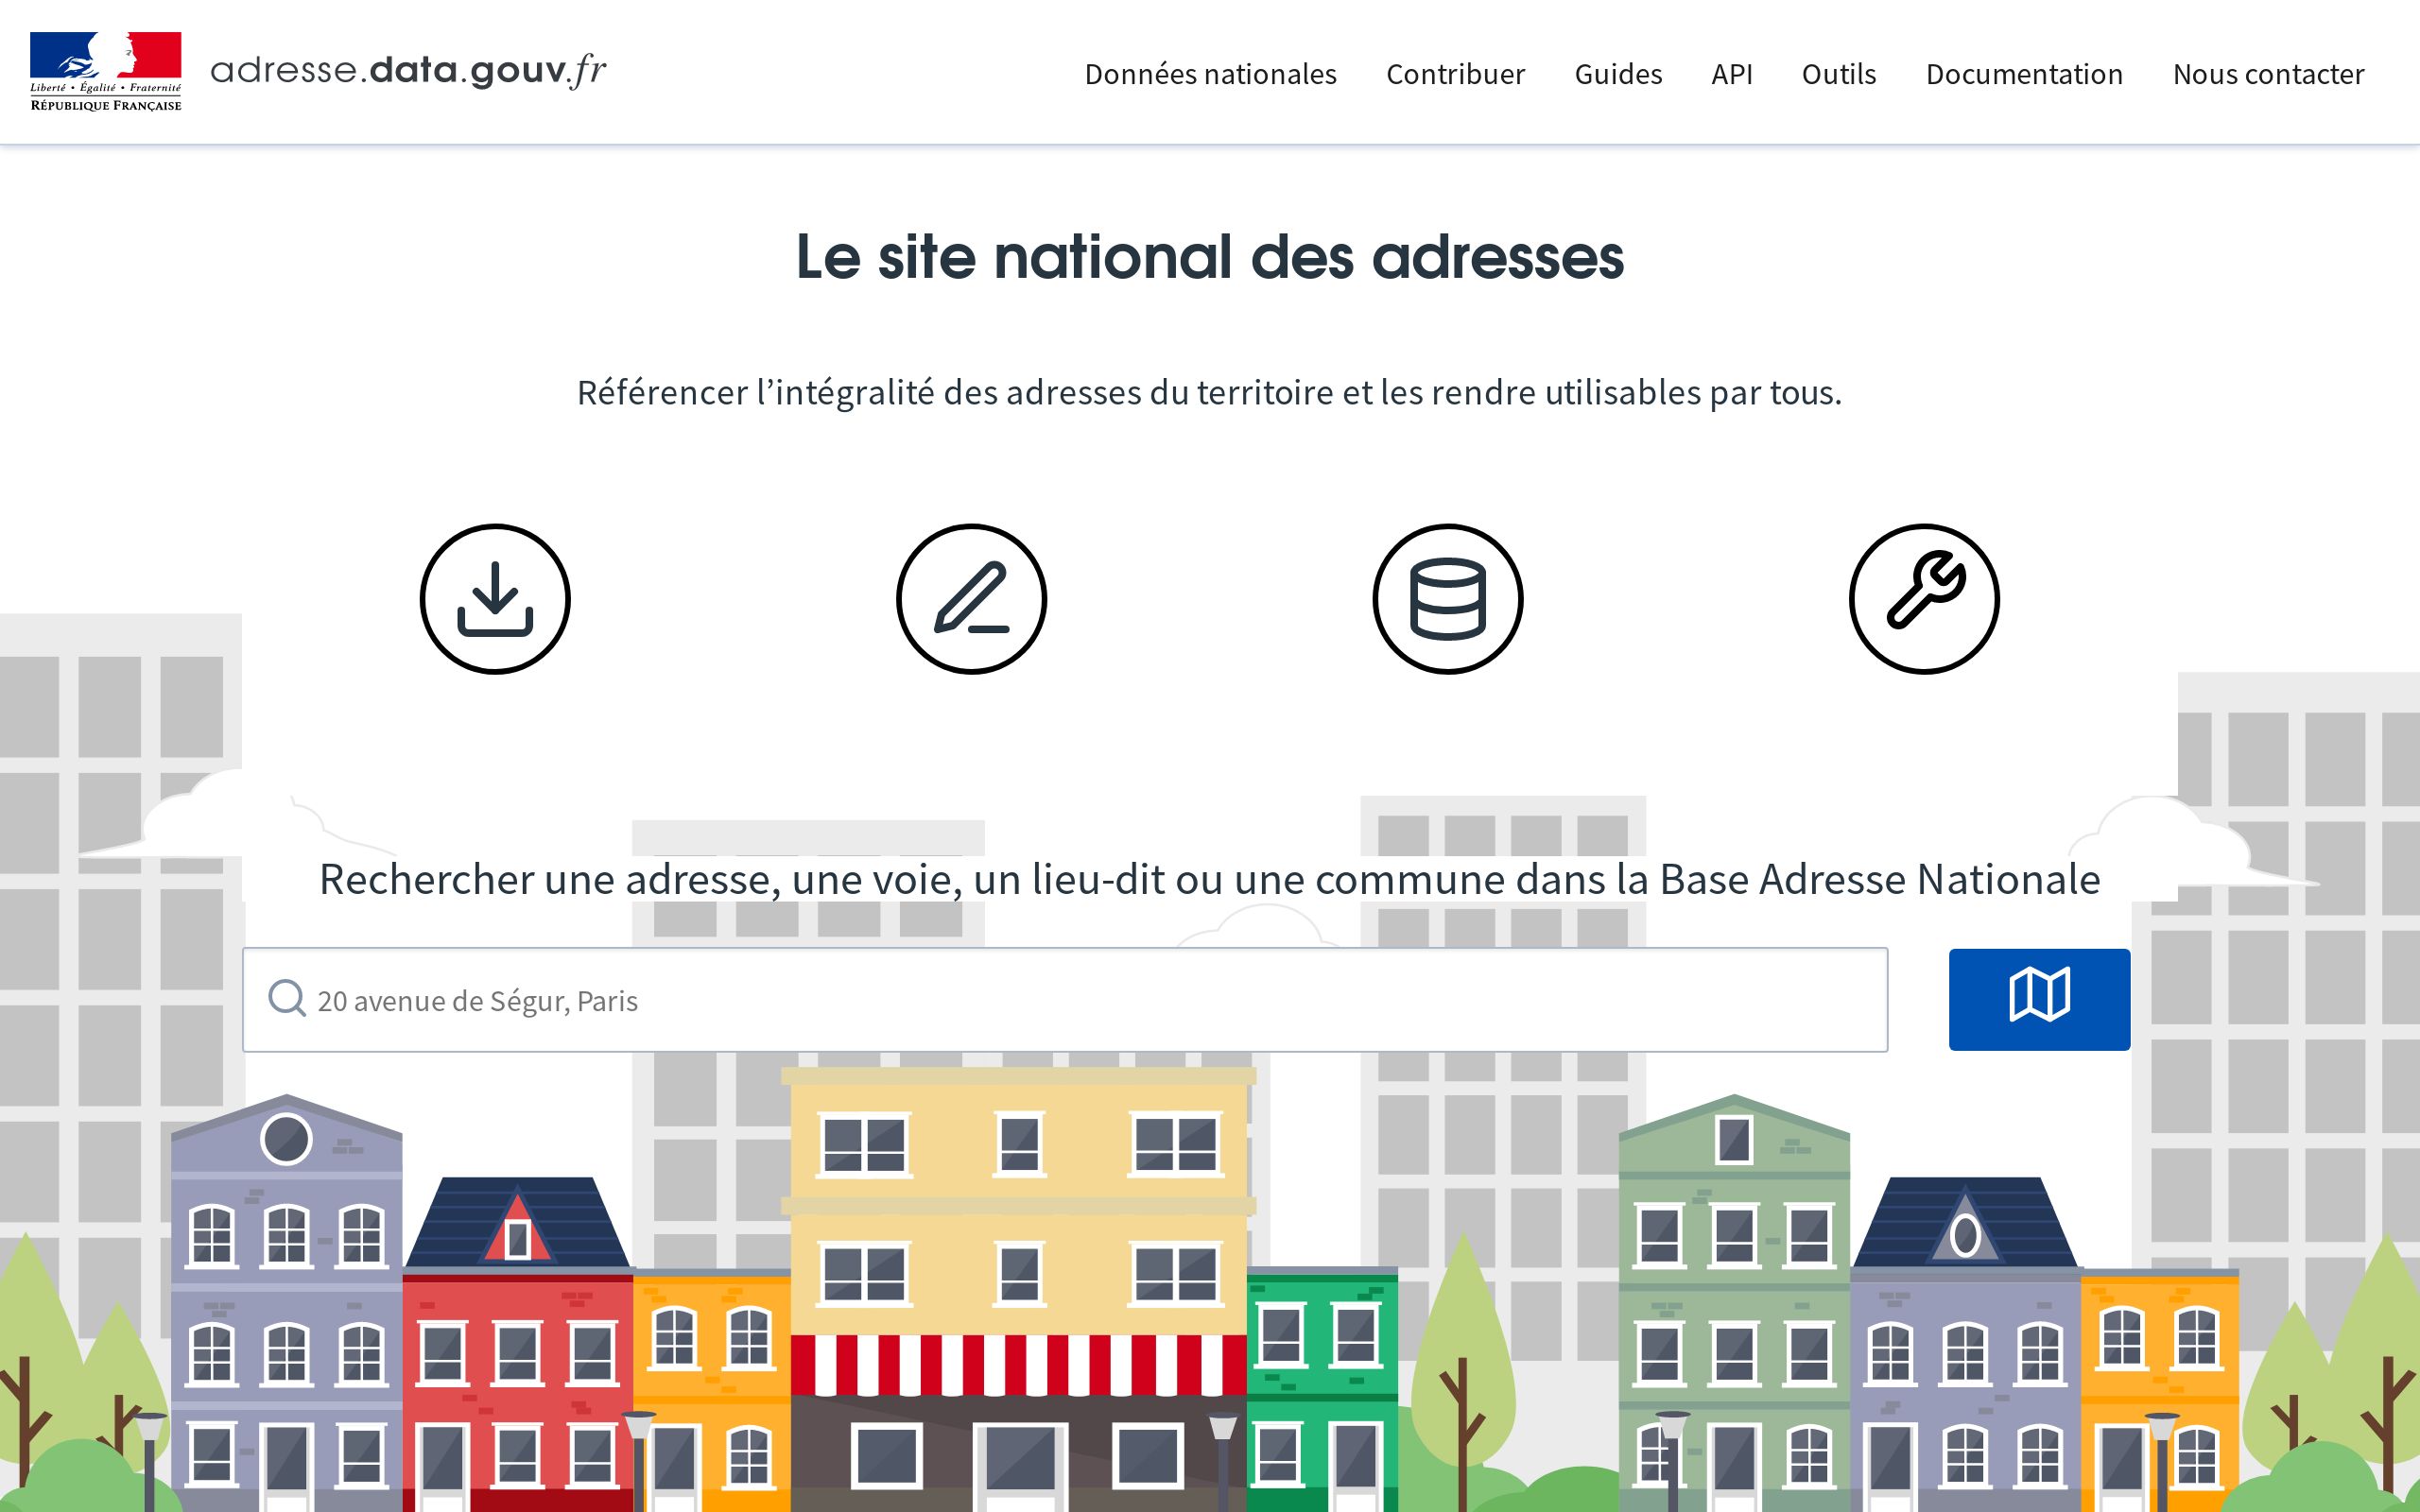 Liberté • Égalité • Fraternité
RÉPUBLIQUE FRANÇAISE
adresse.data.gouv.fr
Données nationales Contribuer Guides API Outils Documentation Nous contacter
Le site national des adresses
Référencer l’intégralité des adresses du territoire et les rendre utilisables par tous.
Rechercher une adresse, une voie, un lieu-dit ou une commune dans la Base Adresse Nationale
20 avenue de Ségur, Paris